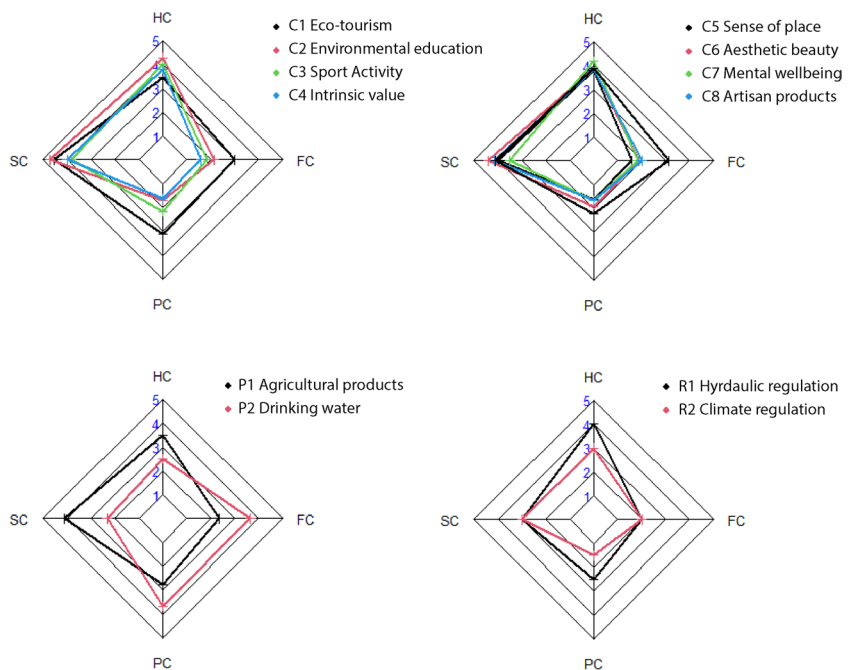 HC
5
4
3
2
1
SC
FC
PC
C1 Eco-tourism
C2 Environmental education
C3 Sport Activity
C4 Intrinsic value
HC
5
4
3
2
1
SC
FC
PC
C5 Sense of place
C6 Aesthetic beauty
C7 Mental wellbeing
C8 Artisan products
HC
5
4
3
2
1
SC
FC
PC
P1 Agricultural products
P2 Drinking water
HC
5
4
3
2
1
SC
FC
PC
R1 Hyrdaulic regulation
R2 Climate regulation